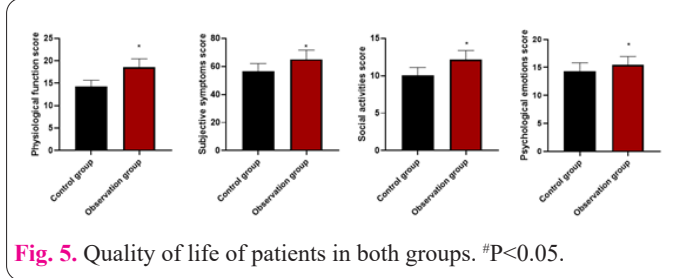 Physiological function score
25
20
15
10
5
0
*
Control group
Observation group
Subjective symptoms score
80
60
40
20
0
*
Control group
Observation group
Social activities score
15
10
5
0
*
Control group
Observation group
Psychological emotions score
20
15
10
5
0
*
Control group
Observation group
Fig. 5. Quality of life of patients in both groups. #P<0.05.